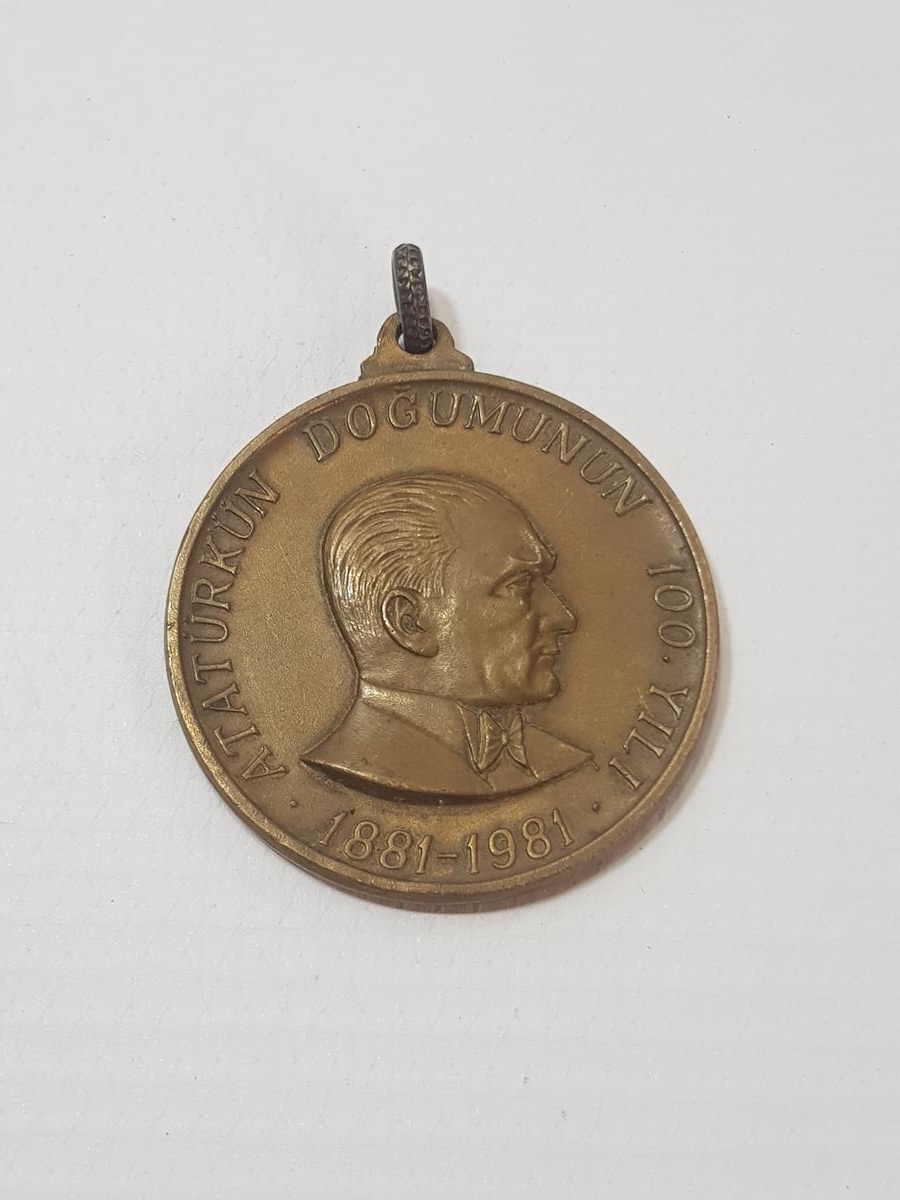 ATATÜRKÜN DOĞUMUNUN 100. YILI
· 1881-1981 ·